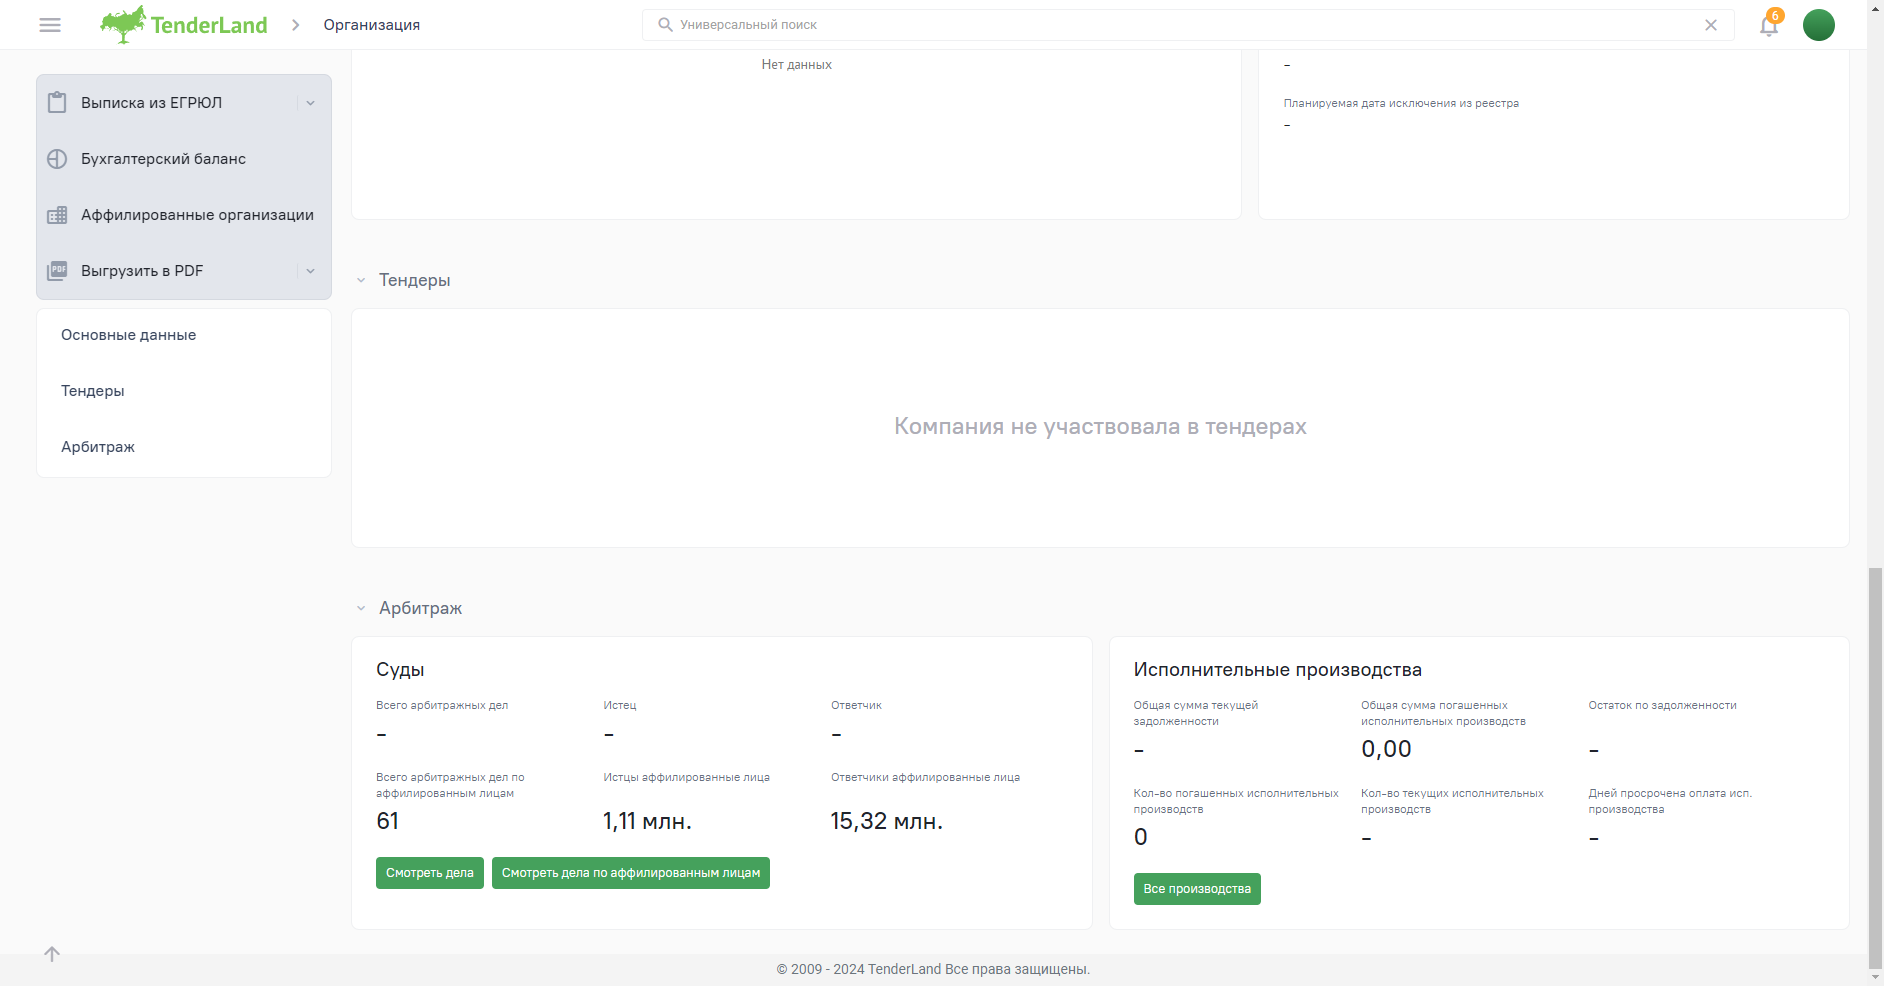 TenderLand
Организация
Универсальный поиск
6
Выписка из ЕГРЮЛ
Бухгалтерский баланс
Аффилированные организации
PDF
Выгрузить в PDF
Основные данные
Тендеры
Арбитраж
Нет данных
-
Планируемая дата исключения из реестра
-
Тендеры
Компания не участвовала в тендерах
Арбитраж
Суды
Всего арбитражных дел
-
Истец
-
Ответчик
-
Всего арбитражных дел по
аффилированным лицам
61
Истцы аффилированные лица
1,11 млн.
Ответчики аффилированные лица
15,32 млн.
Смотреть дела
Смотреть дела по аффилированным лицам
Исполнительные производства
Общая сумма текущей
задолженности
-
Общая сумма погашенных
исполнительных производств
0,00
Остаток по задолженности
-
Кол-во погашенных исполнительных
производств
0
Кол-во текущих исполнительных
производств
-
Дней просрочена оплата исп.
производства
-
Все производства
© 2009 - 2024 TenderLand Все права защищены.